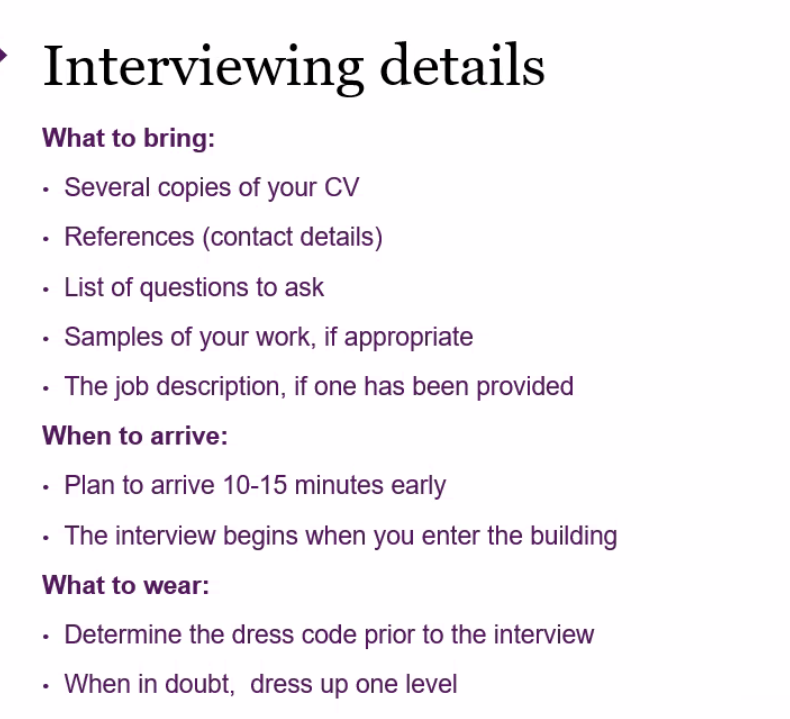 Interviewing details
What to bring:
• Several copies of your CV
• References (contact details)
• List of questions to ask
• Samples of your work, if appropriate
• The job description, if one has been provided
When to arrive:
• Plan to arrive 10-15 minutes early
• The interview begins when you enter the building
What to wear:
• Determine the dress code prior to the interview
• When in doubt,  dress up one level